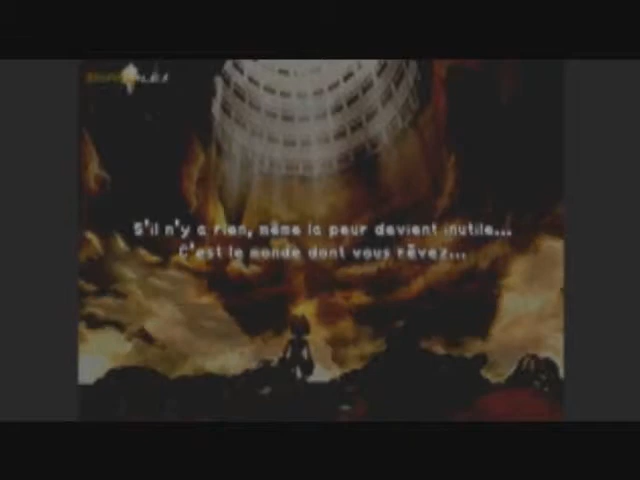 S'il n'y a rien, même la peur devient inutile...
C'est le monde dont vous rêvez...